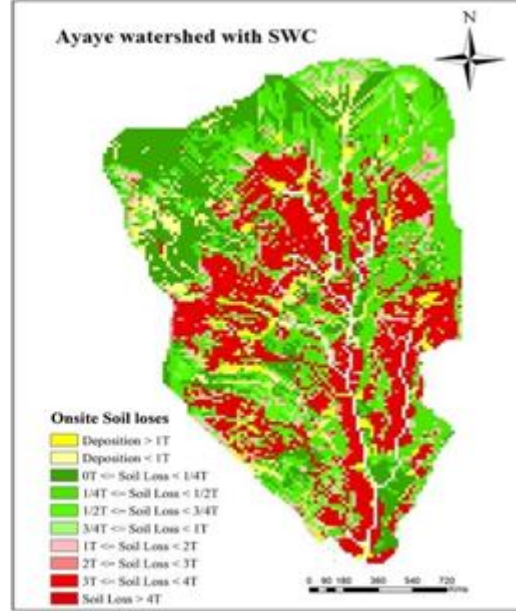 Ayaye watershed with SWC
N
Onsite Soil loses
Deposition > 1T
Deposition < 1T
0T <= Soil Loss < 1/4T
1/4T <= Soil Loss < 1/2T
1/2T <= Soil Loss < 3/4T
3/4T <= Soil Loss < 1T
1T <= Soil Loss < 2T
2T <= Soil Loss < 3T
3T <= Soil Loss < 4T
Soil Loss > 4T
0 90 180 360 540 720